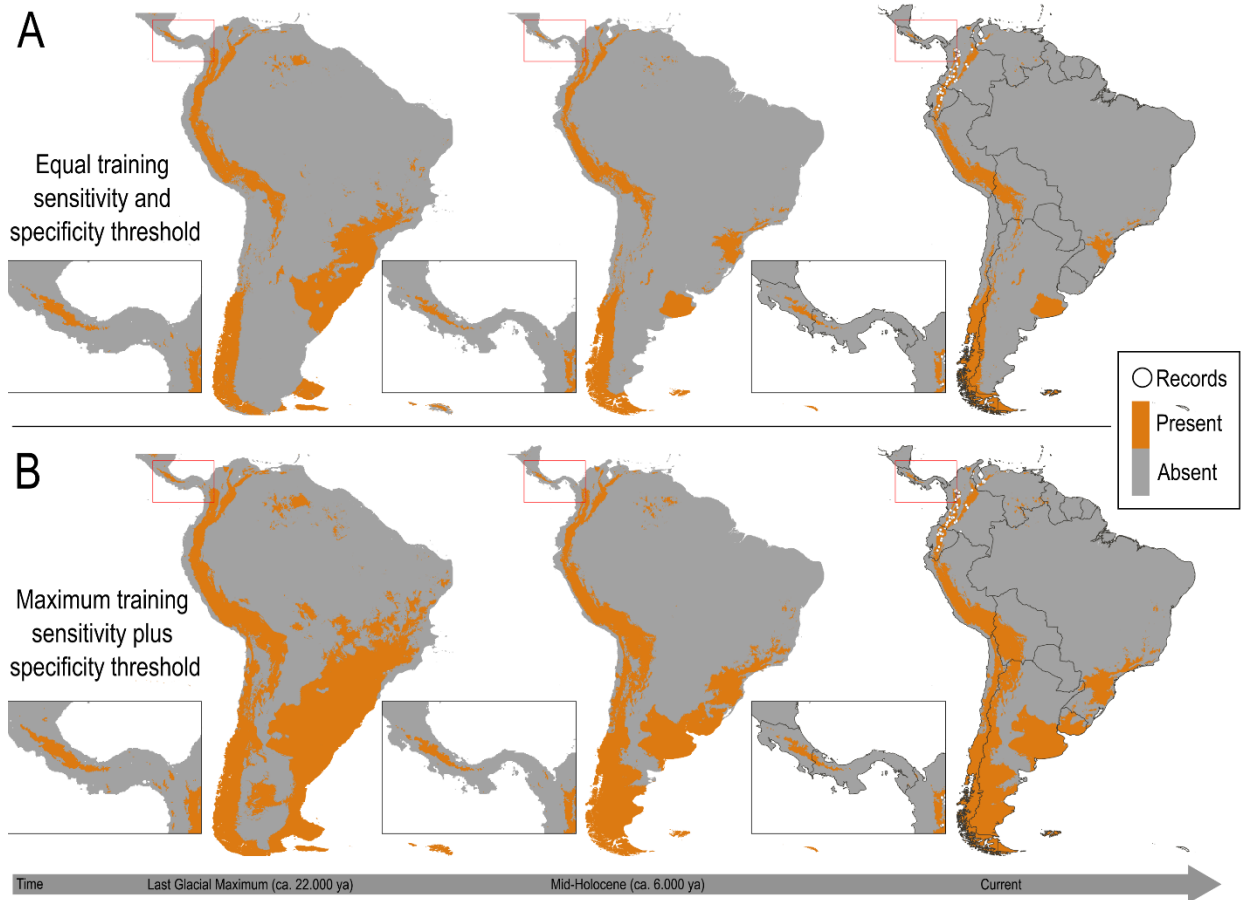 A
Equal training
sensitivity and
specificity threshold
Records
Present
Absent
B
Maximum training
sensitivity plus
specificity threshold
Time
Last Glacial Maximum (ca. 22.000 ya)
Mid-Holocene (ca. 6.000 ya)
Current